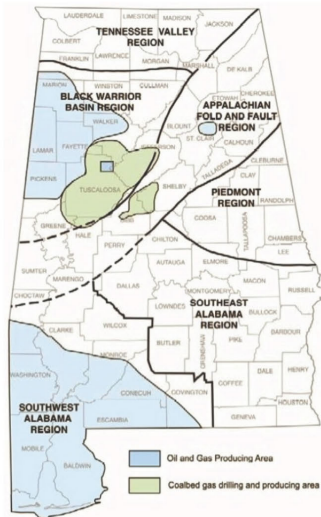 LAUDERDALE LIMESTONE MADISON JACKSON
TENNESSEE VALLEY
REGION
COLBERT
LAWRENCE
FRANKLIN
MORGAN
MARSHALL
DE KALB
MARION
WINSTON
CULLMAN
BLACK WARRIOR
BASIN REGION
CHEROKEE
ETOWAH
APPALACHIAN
FOLD AND FAULT
REGION
WALKER
BLOUNT
ST CLAIR
CALHOUN
LAMAR
FAYETTE
CLEBURNE
TALLADEGA
CLAY
PICKENS
TUSCALOOSA
SHELBY
PIEDMONT
REGION
RANDOLPH
COOSA
TALLAPOOSA
CHAMBERS
GREENE
HALE
BIBB
PERRY
CHILTON
LEE
SUMTER
MARENGO
AUTAUGA
ELMORE
MACON
RUSSELL
CHOCTAW
DALLAS
MONTGOMERY
SOUTHEAST
ALABAMA
REGION
LOWNDES
BULLOCK
CLARKE
WILCOX
BUTLER
CRENSHAW
PIKE
BARBOUR
MONROE
WASHINGTON
CONECUH
COVINGTON
COFFEE
DALE
HENRY
HOUSTON
GENEVA
SOUTHWEST
ALABAMA
REGION
ESCAMBIA
MOBILE
BALDWIN
Oil and Gas Producing Area
Coalbed gas drilling and producing area